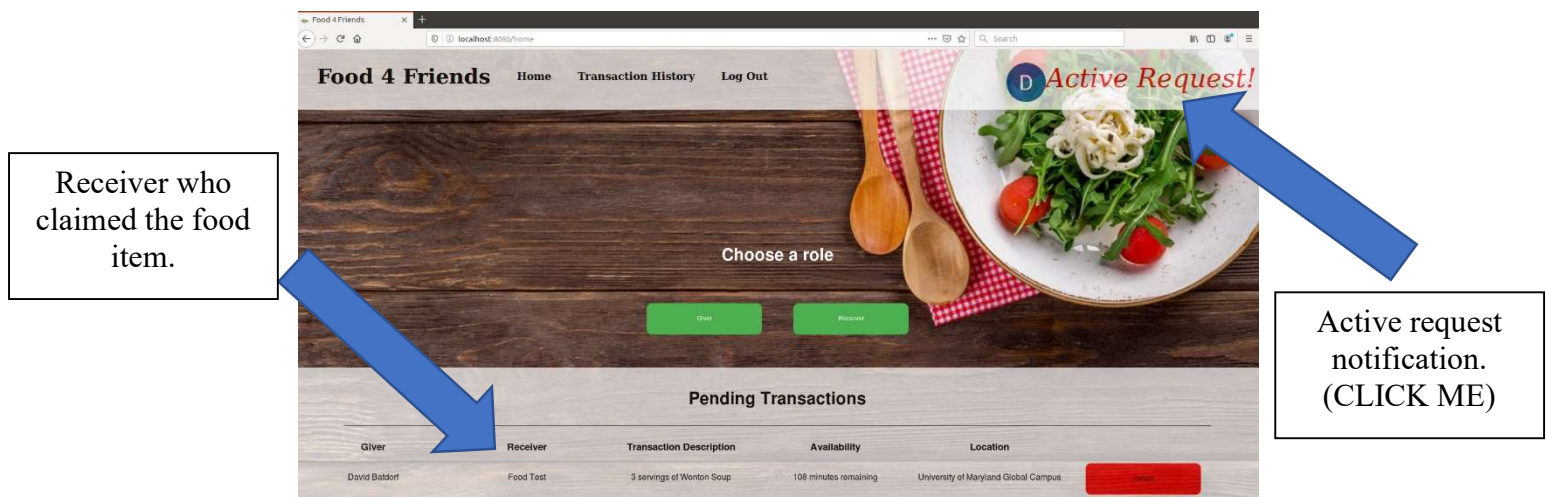 Food 4 Friends
localhost:8080/home
Search
Food 4 Friends Home Transaction History Log Out
D Active Request!
Receiver who
claimed the food
item.
Choose a role
Giver Receiver
Active request
notification.
(CLICK ME)
Pending Transactions
Giver Receiver Transaction Description Availability Location
David Batdorf Food Test 3 servings of Wonton Soup 108 minutes remaining University of Maryland Global Campus